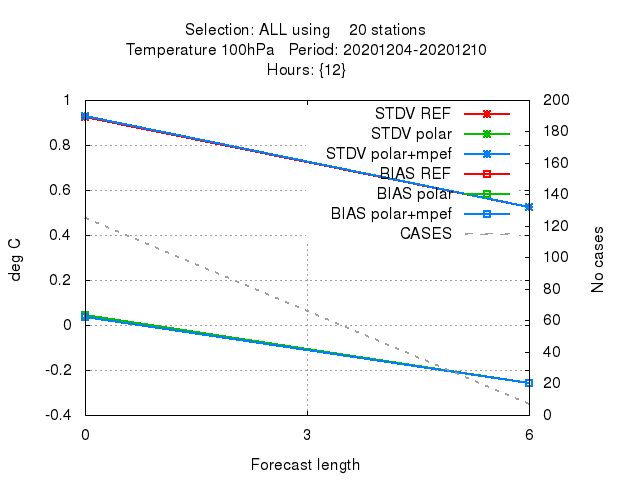 Selection: ALL using    20 stations
Temperature 100hPa   Period: 20201204-20201210
Hours: {12}
1 STDV REF 200
STDV polar 180
0.8 STDV polar+mpef 160
BIAS REF
0.6 BIAS polar 140
BIAS polar+mpef 120
0.4 CASES
deg C
No cases
100
0.2 80
0 60
40
-0.2 20
-0.4 0
0 3 6
Forecast length